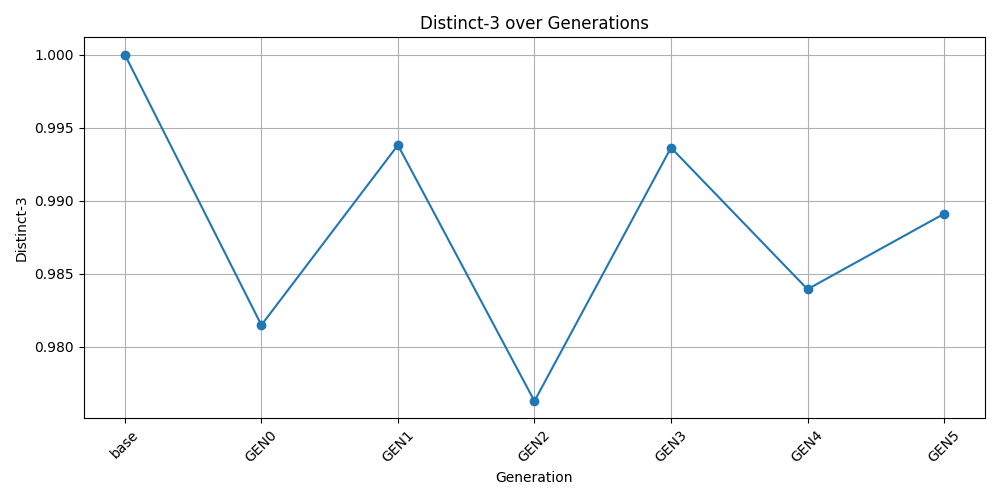 Distinct-3 over Generations
Distinct-3
1.000
0.995
0.990
0.985
0.980
base
GEN0
GEN1
GEN2
GEN3
GEN4
GEN5
Generation